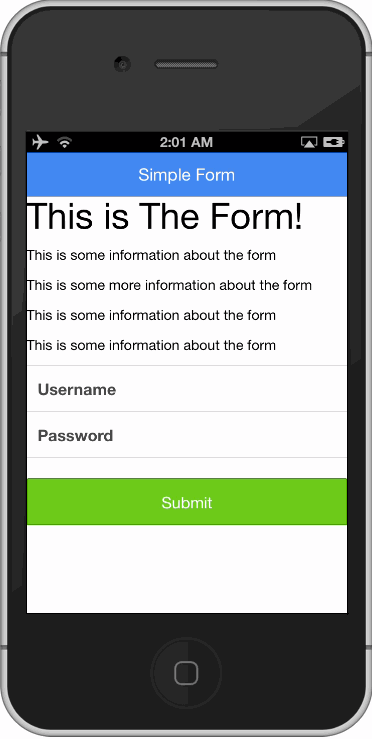 2:01 AM
Simple Form
This is The Form!
This is some information about the form
This is some more information about the form
This is some information about the form
This is some information about the form
Username
Password
Submit